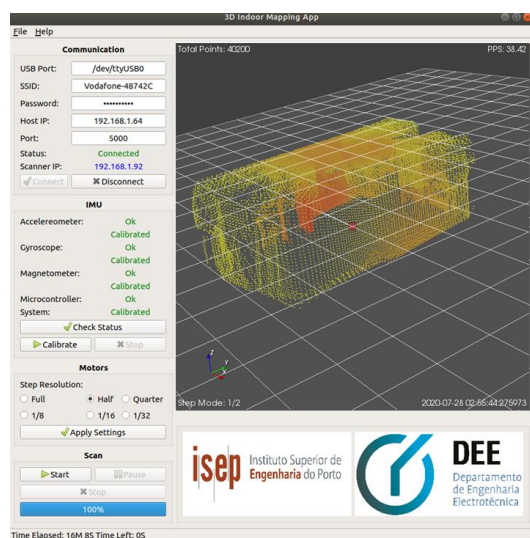 3D Indoor Mapping App
File Help
Communication
USB Port: /dev/ttyUSB0
SSID: Vodafone-48742C
Password: ••••••••••
Host IP: 192.168.1.64
Port: 5000
Status: Connected
Scanner IP: 192.168.1.92
Connect Disconnect
IMU
Accelereometer: Ok
Calibrated
Gyroscope: Ok
Calibrated
Magnetometer: Ok
Calibrated
Microcontroller: Ok
System: Calibrated
Check Status
Calibrate Stop
Motors
Step Resolution:
Full Half Quarter
1/8 1/16 1/32
Apply Settings
Scan
Start Pause
Stop
100%
Time Elapsed: 16M 8S Time Left: 0S
Total Points: 40200 PPS: 38.42
z
y
x
Step Mode: 1/2 2020-07-28 02:55:44.275973
isep Instituto Superior de
Engenharia do Porto
DEE
Departamento
de Engenharia
Electrotécnica